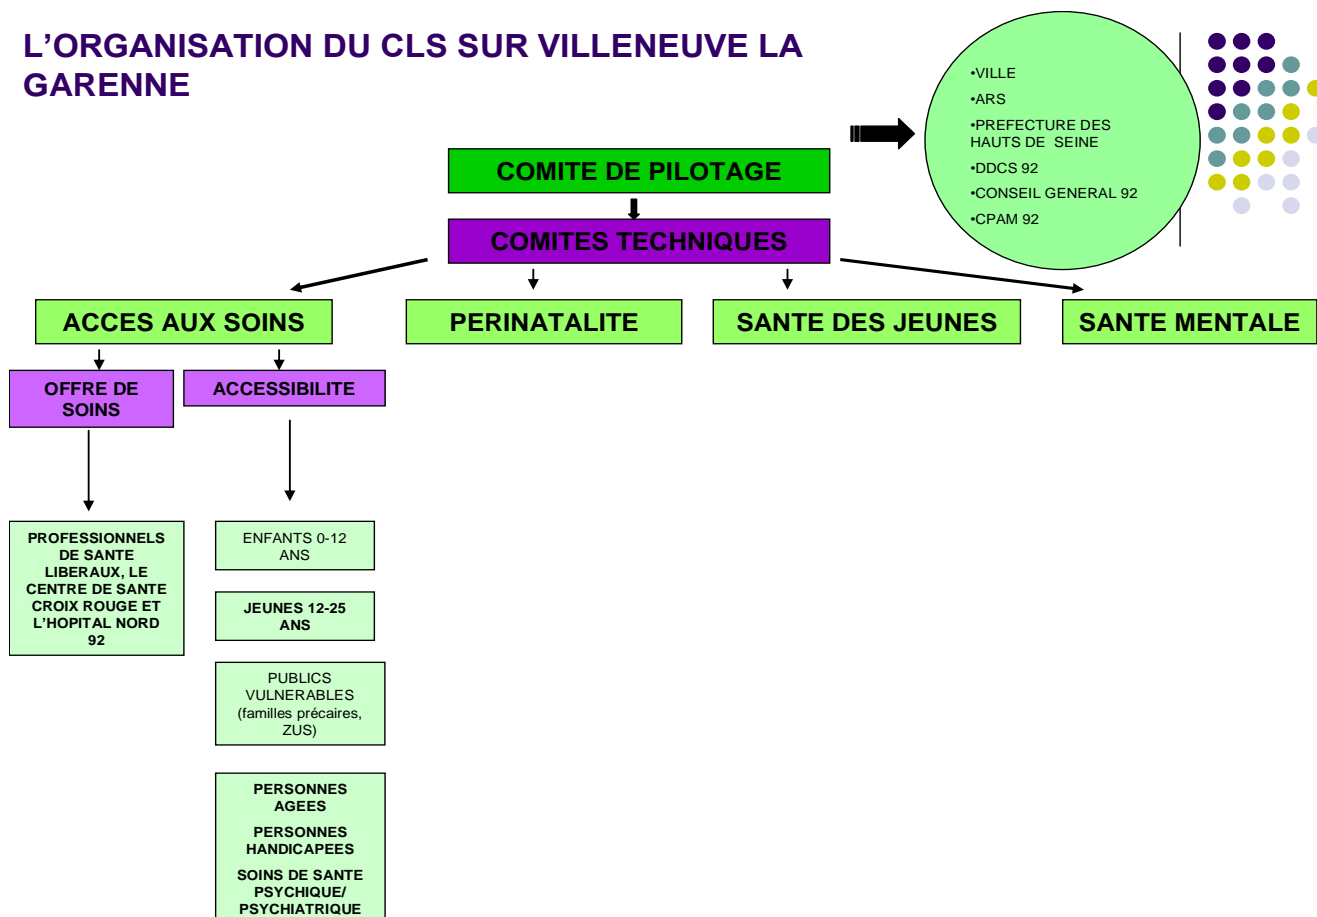 L'ORGANISATION DU CLS SUR VILLENEUVE LA
GARENNE
•VILLE
•ARS
•PREFECTURE DES
HAUTS DE SEINE
•DDCS 92
•CONSEIL GENERAL 92
•CPAM 92
COMITE DE PILOTAGE
COMITES TECHNIQUES
ACCES AUX SOINS
PERINATALITE
SANTE DES JEUNES
SANTE MENTALE
OFFRE DE
SOINS
ACCESSIBILITE
PROFESSIONNELS
DE SANTE
LIBERAUX, LE
CENTRE DE SANTE
CROIX ROUGE ET
L'HOPITAL NORD
92
ENFANTS 0-12
ANS
JEUNES 12-25
ANS
PUBLICS
VULNERABLES
(familles précaires,
ZUS)
PERSONNES
AGEES
PERSONNES
HANDICAPEES
SOINS DE SANTE
PSYCHIQUE/
PSYCHIATRIQUE